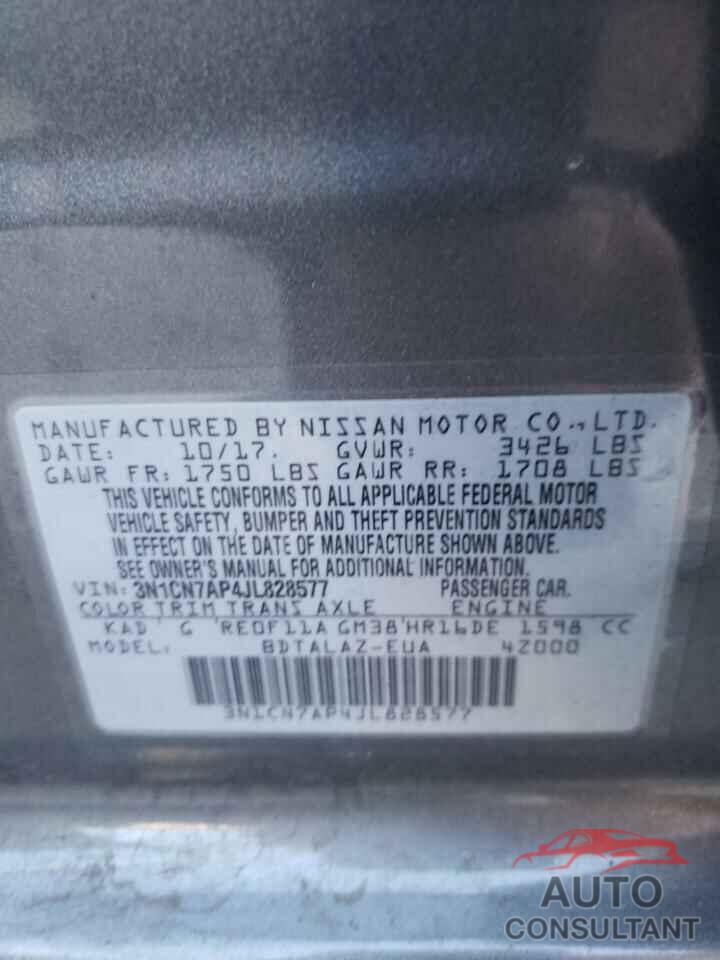 MANUFACTURED BY NISSAN MOTOR CO., LTD.
DATE: 10/17. GVWR: 3426 LBS
GAWR FR: 1750 LBS GAWR RR: 1708 LBS
THIS VEHICLE CONFORMS TO ALL APPLICABLE FEDERAL MOTOR
VEHICLE SAFETY, BUMPER AND THEFT PREVENTION STANDARDS
IN EFFECT ON THE DATE OF MANUFACTURE SHOWN ABOVE.
SEE OWNER'S MANUAL FOR ADDITIONAL INFORMATION.
VIN: 3N1CN7AP4JL828577 PASSENGER CAR.
COLOR TRIM TRANS AXLE ENGINE
KAD G RE0F11A GM38 HR16DE 1598 CC
MODEL: BDTALAZ-EUA 4Z000
3N1CN7AP4JL828577
AUTO
CONSULTANT